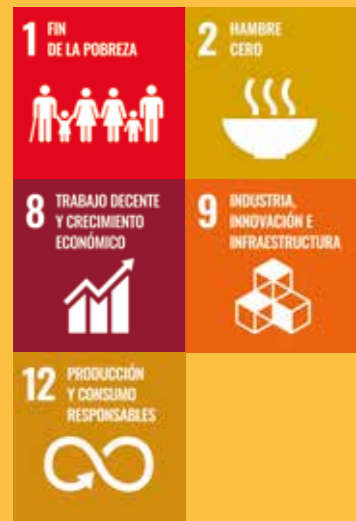 1 FIN
DE LA POBREZA
2 HAMBRE
CERO
8 TRABAJO DECENTE
Y CRECIMIENTO
ECONÓMICO
9 INDUSTRIA,
INNOVACIÓN E
INFRAESTRUCTURA
12 PRODUCCIÓN
Y CONSUMO
RESPONSABLES